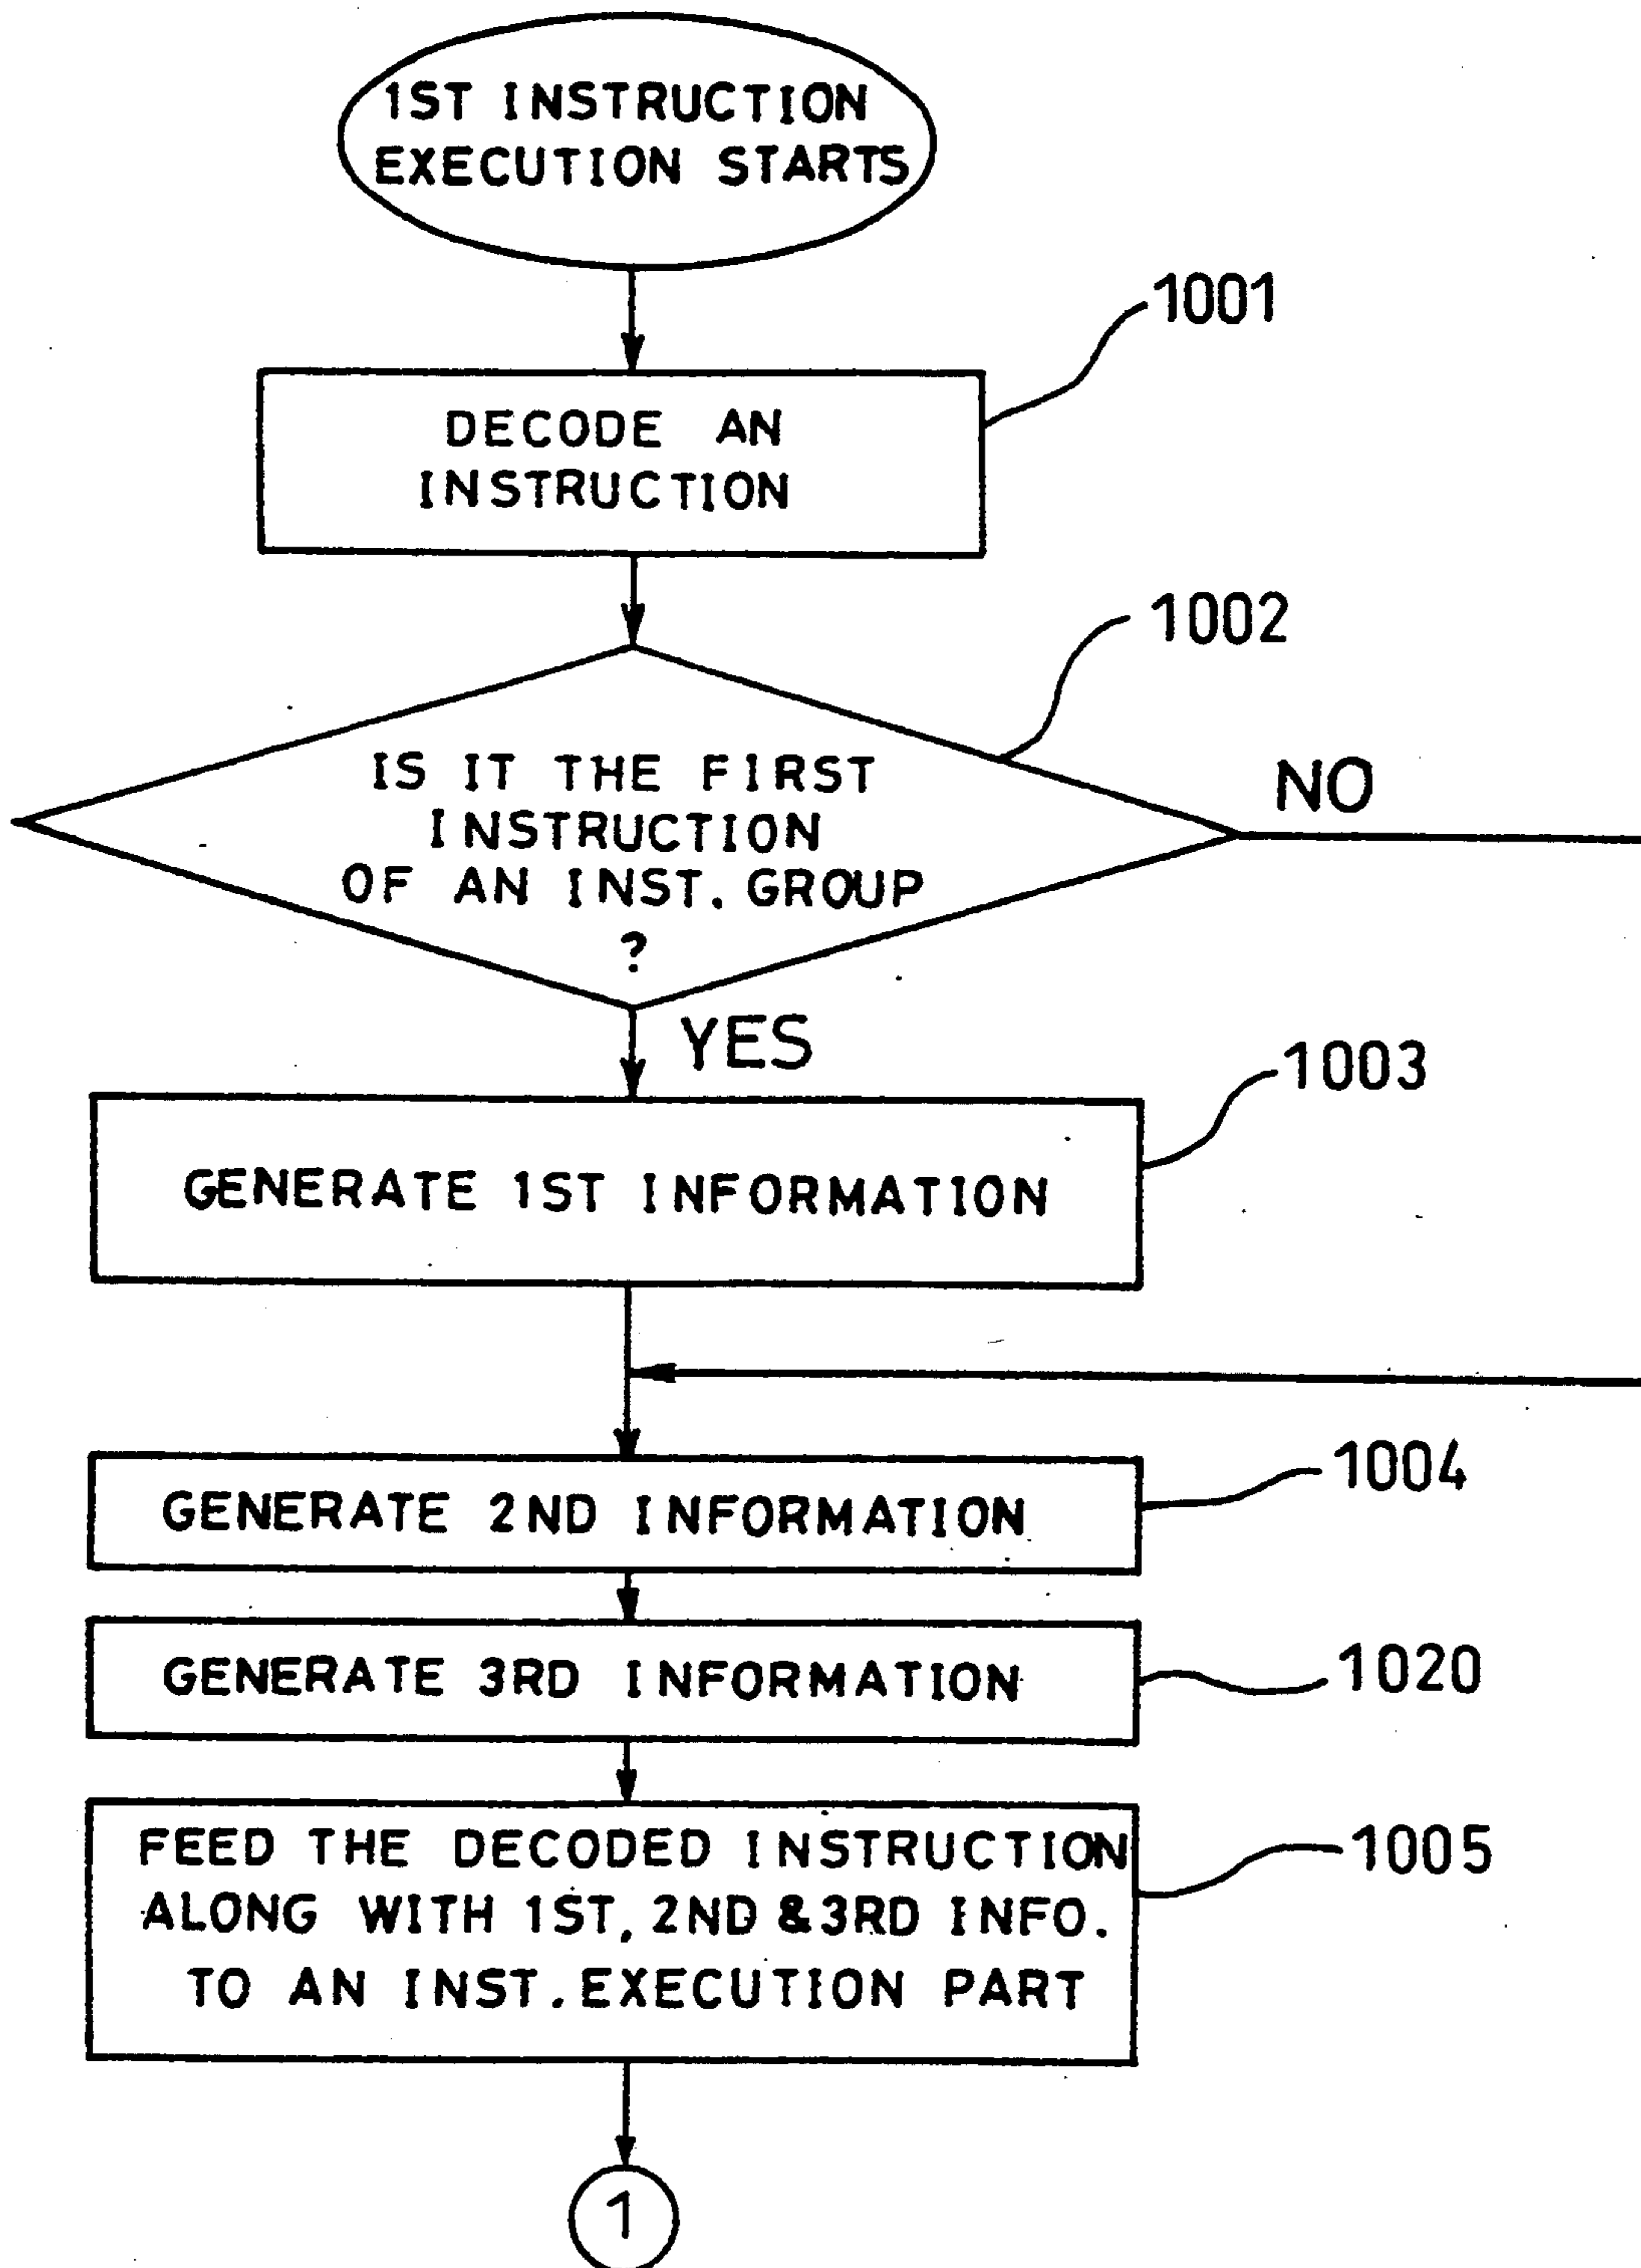 1ST INSTRUCTION
EXECUTION STARTS
1001
DECODE AN
INSTRUCTION
1002
IS IT THE FIRST
INSTRUCTION
OF AN INST. GROUP
?
NO
YES
1003
GENERATE 1ST INFORMATION
1004
GENERATE 2ND INFORMATION
GENERATE 3RD INFORMATION
1020
FEED THE DECODED INSTRUCTION
ALONG WITH 1ST, 2ND & 3RD INFO.
TO AN INST. EXECUTION PART
1005
1